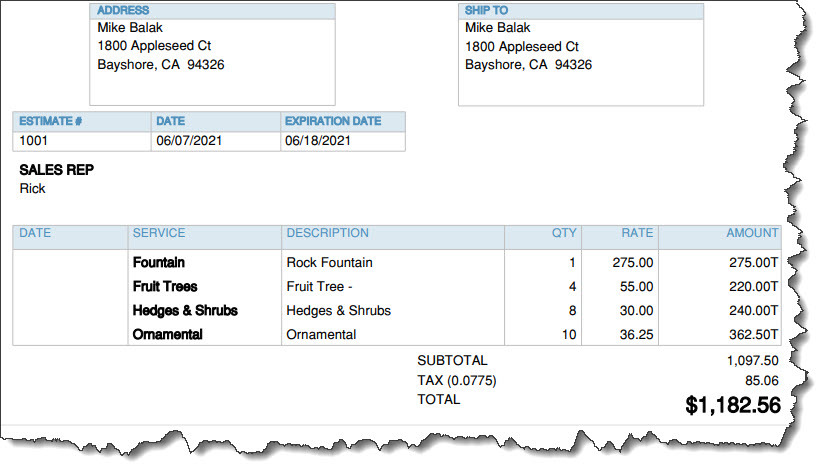 ADDRESS SHIP TO
Mike Balak Mike Balak
1800 Appleseed Ct 1800 Appleseed Ct
Bayshore, CA 94326 Bayshore, CA 94326
ESTIMATE # DATE EXPIRATION DATE
1001 06/07/2021 06/18/2021
SALES REP
Rick
DATE SERVICE DESCRIPTION QTY RATE AMOUNT
Fountain Rock Fountain 1 275.00 275.00T
Fruit Trees Fruit Tree - 4 55.00 220.00T
Hedges & Shrubs Hedges & Shrubs 8 30.00 240.00T
Ornamental Ornamental 10 36.25 362.50T
SUBTOTAL 1,097.50
TAX (0.0775) 85.06
TOTAL $1,182.56